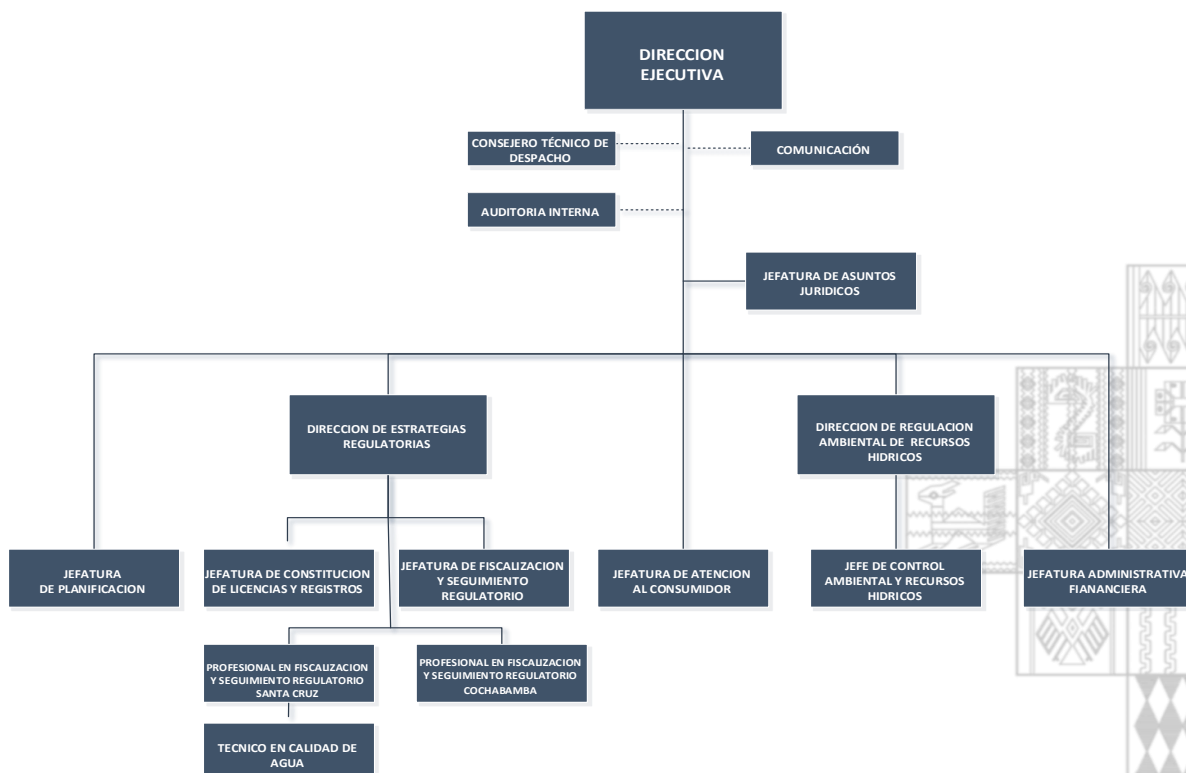 DIRECCION
EJECUTIVA
CONSEJERO TÉCNICO DE
DESPACHO
COMUNICACIÓN
AUDITORIA INTERNA
JEFATURA DE ASUNTOS
JURIDICOS
DIRECCION DE ESTRATEGIAS
REGULATORIAS
DIRECCION DE REGULACION
AMBIENTAL DE RECURSOS
HIDRICOS
JEFATURA
DE PLANIFICACION
JEFATURA DE CONSTITUCION
DE LICENCIAS Y REGISTROS
JEFATURA DE FISCALIZACION
Y SEGUIMIENTO
REGULATORIO
JEFATURA DE ATENCION
AL CONSUMIDOR
JEFE DE CONTROL
AMBIENTAL Y RECURSOS
HIDRICOS
JEFATURA ADMINISTRATIVA
FIANANCIERA
PROFESIONAL EN FISCALIZACION
Y SEGUIMIENTO REGULATORIO
SANTA CRUZ
PROFESIONAL EN FISCALIZACION
Y SEGUIMIENTO REGULATORIO
COCHABAMBA
TECNICO EN CALIDAD DE
AGUA